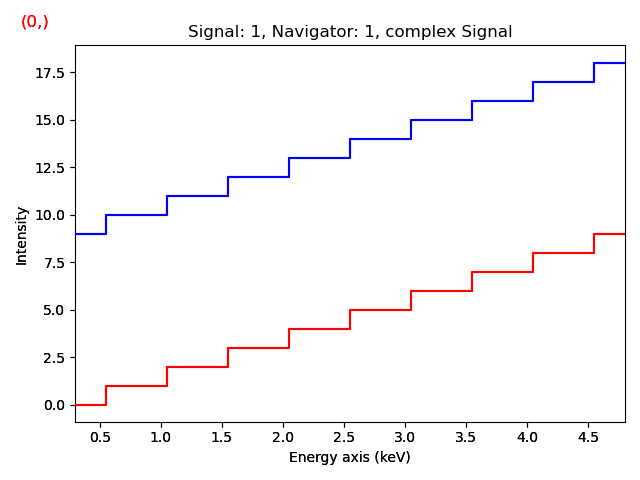 (0,)
Signal: 1, Navigator: 1, complex Signal
17.5
15.0
12.5
10.0
7.5
5.0
2.5
0.0
Intensity
0.5 1.0 1.5 2.0 2.5 3.0 3.5 4.0 4.5
Energy axis (keV)